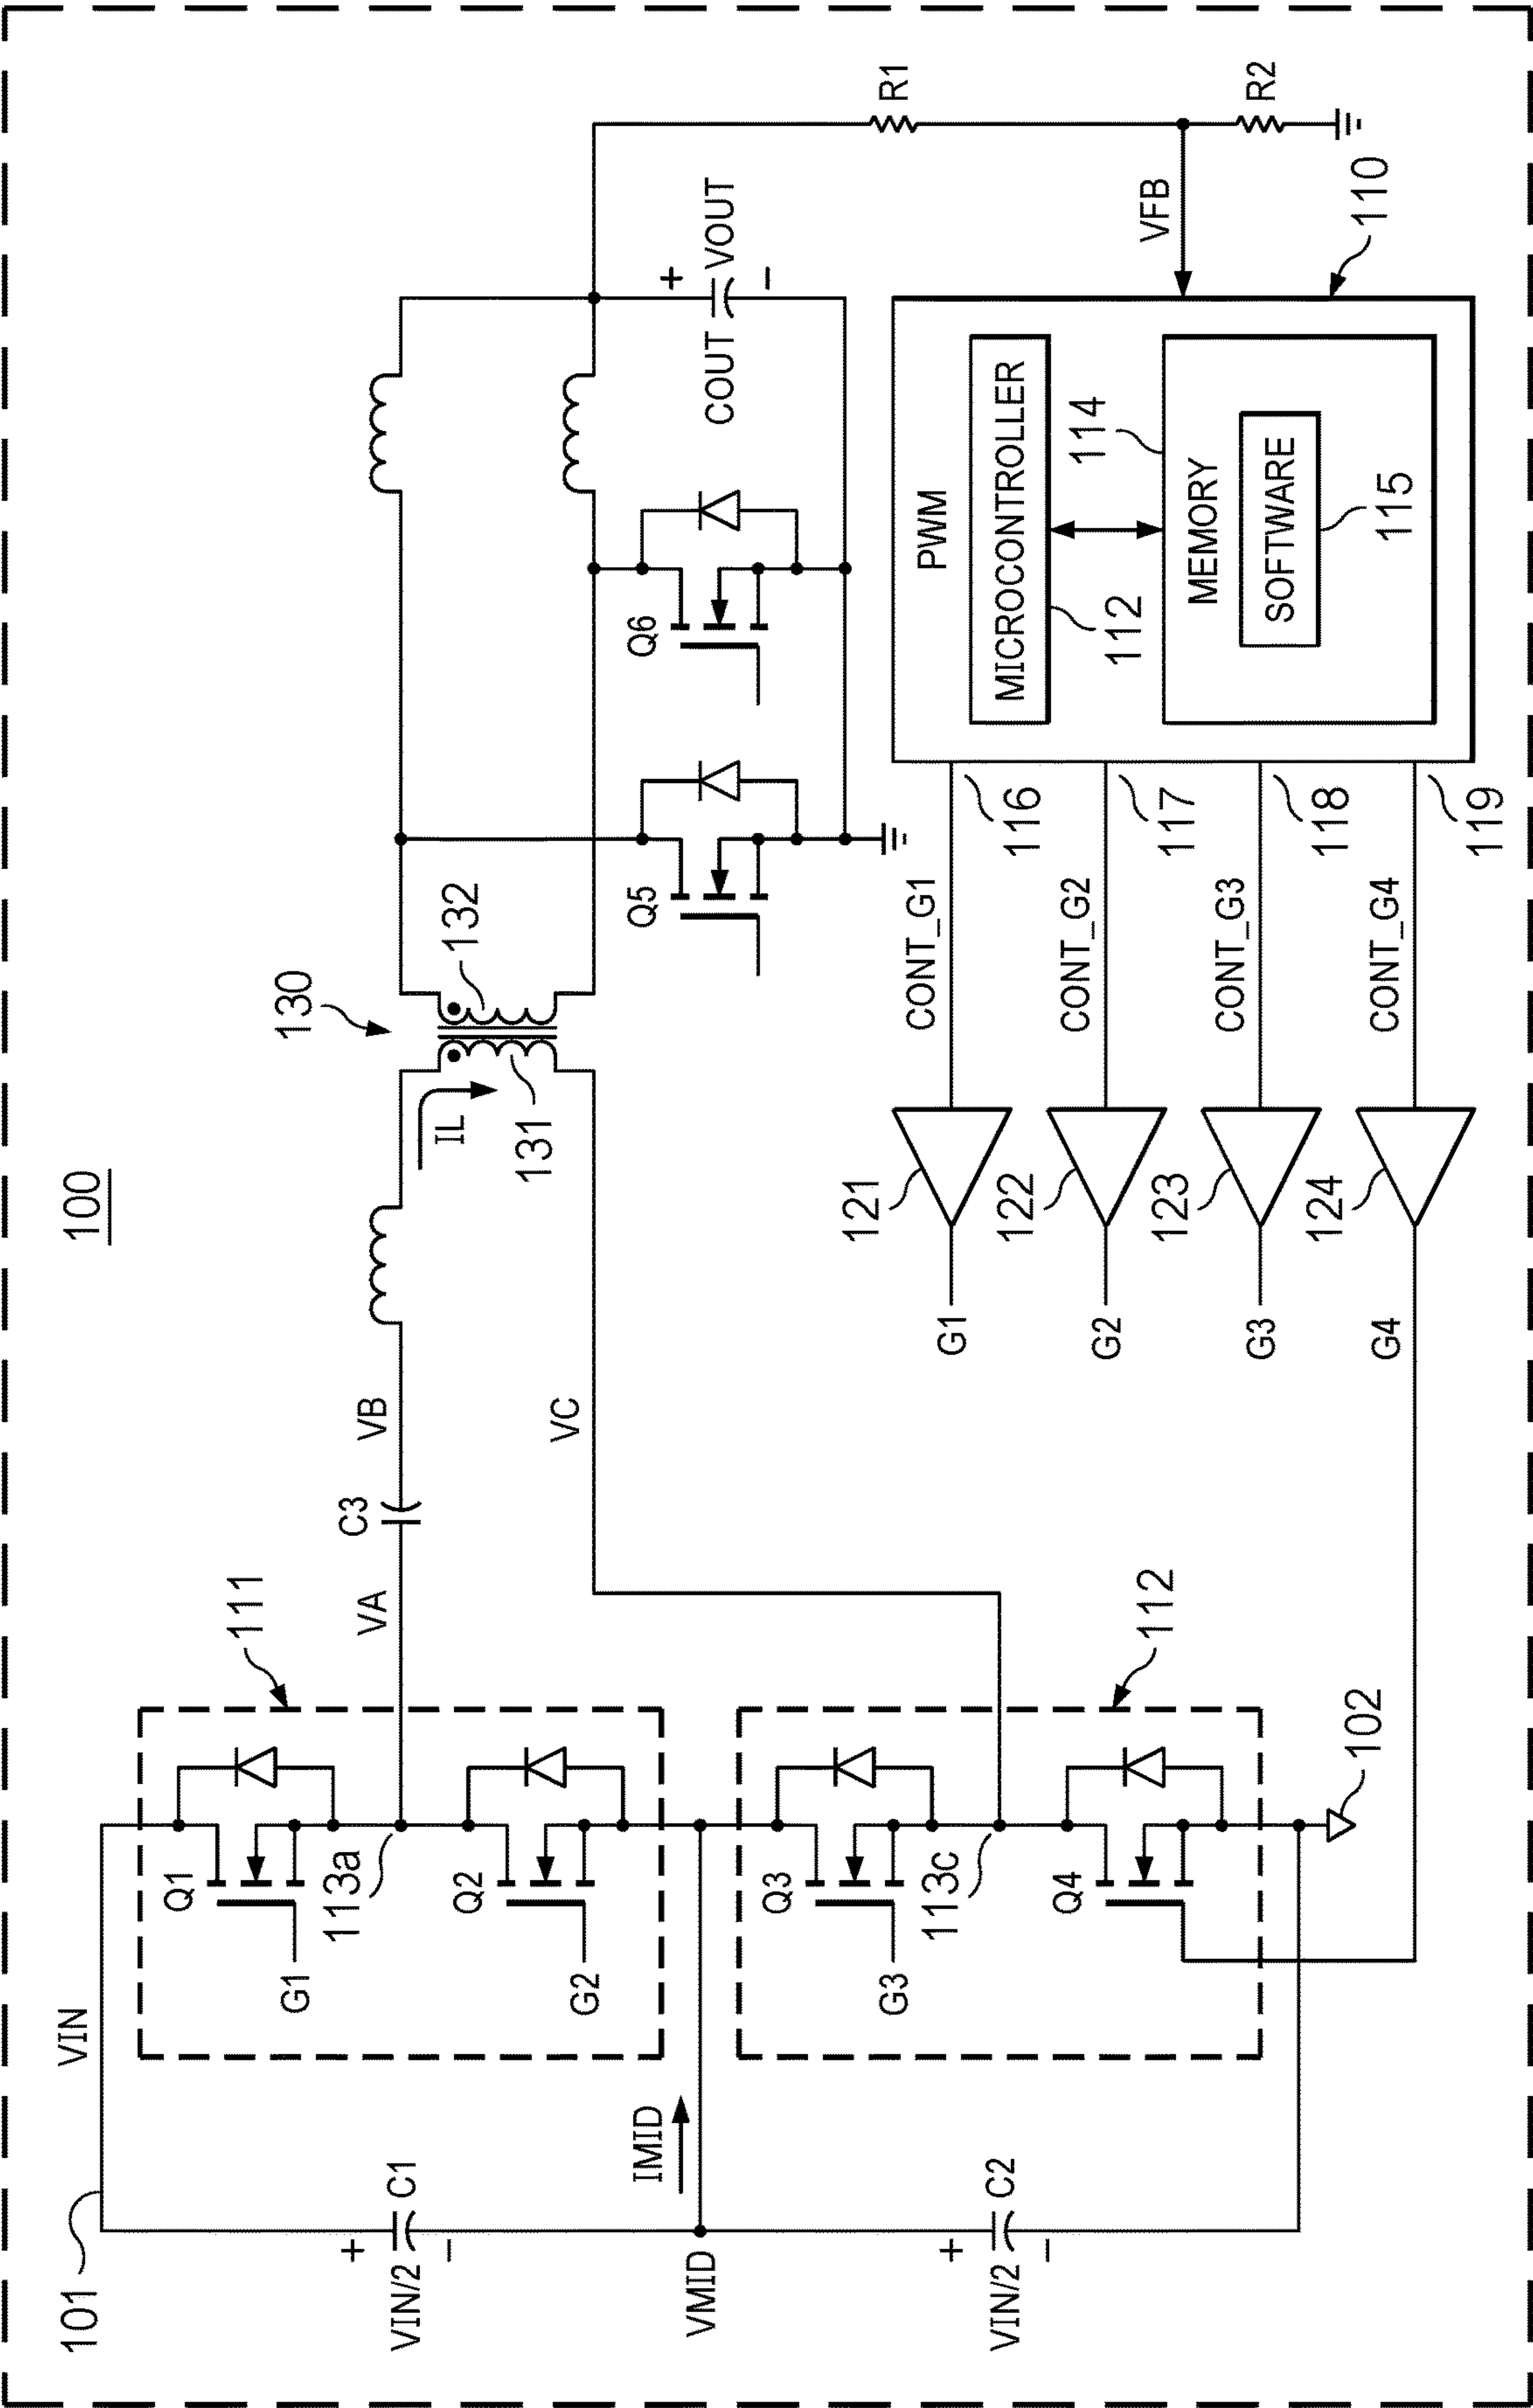 100
101
VIN
C1
VIN/2
+
-
IMID
VMID
C2
VIN/2
+
-
111
Q1
G1
113a
Q2
G2
112
Q3
G3
113c
Q4
102
VA
C3
VB
VC
IL
130
131
132
Q5
Q6
COUT
VOUT
+
-
R1
R2
VFB
110
PWM
MICROCONTROLLER
112
114
MEMORY
SOFTWARE
115
116
117
118
119
CONT_G1
CONT_G2
CONT_G3
CONT_G4
121
122
123
124
G1
G2
G3
G4